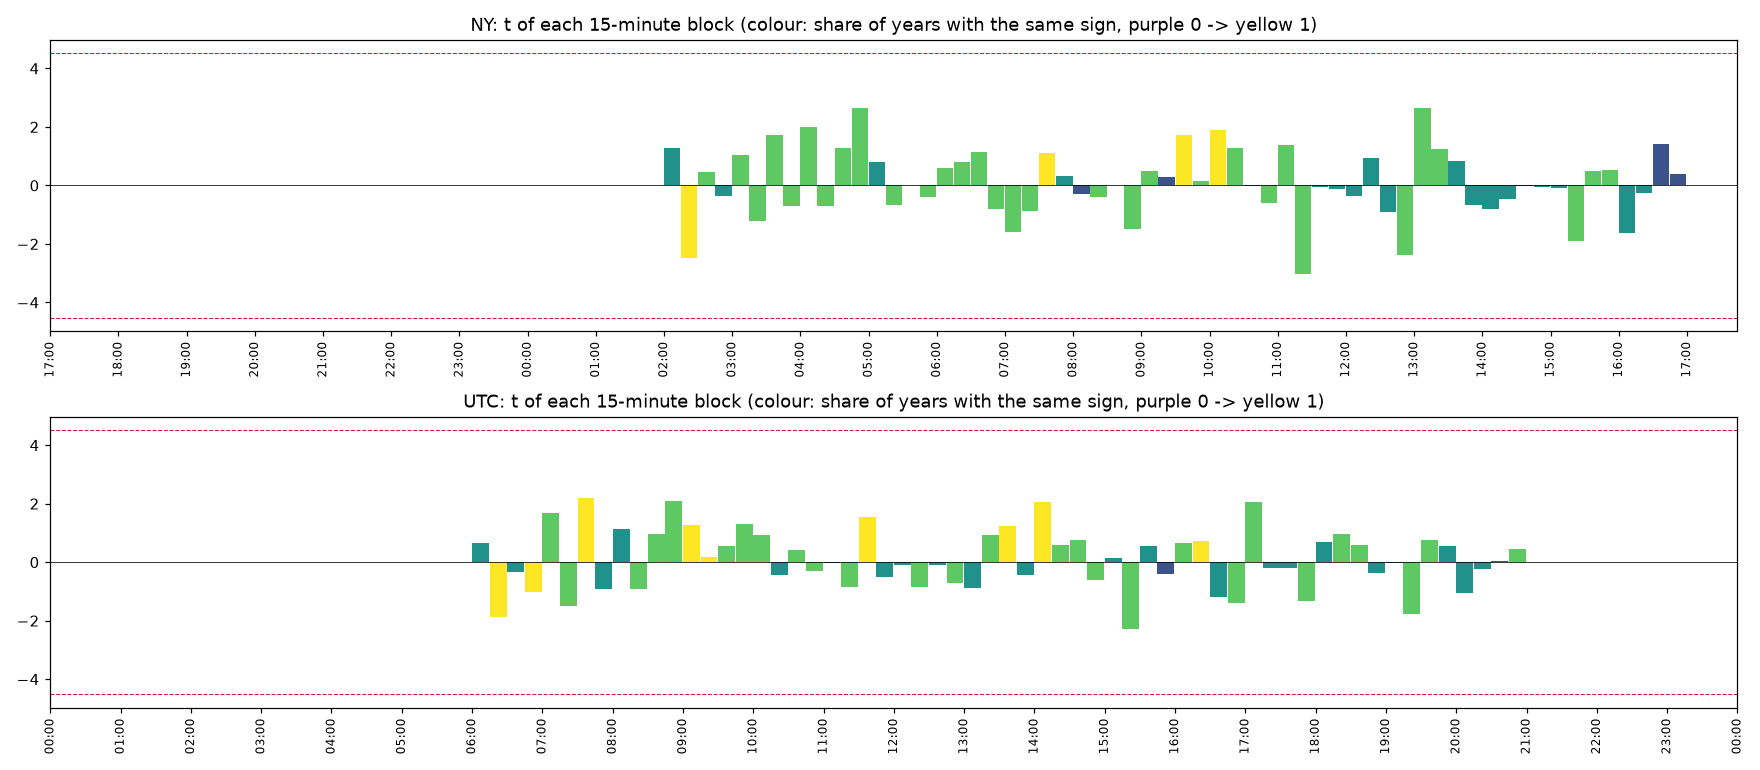 NY: t of each 15-minute block (colour: share of years with the same sign, purple 0 -> yellow 1)
4
2
0
−2
−4
17:00 18:00 19:00 20:00 21:00 22:00 23:00 00:00 01:00 02:00 03:00 04:00 05:00 06:00 07:00 08:00 09:00 10:00 11:00 12:00 13:00 14:00 15:00 16:00 17:00
UTC: t of each 15-minute block (colour: share of years with the same sign, purple 0 -> yellow 1)
4
2
0
−2
−4
00:00 01:00 02:00 03:00 04:00 05:00 06:00 07:00 08:00 09:00 10:00 11:00 12:00 13:00 14:00 15:00 16:00 17:00 18:00 19:00 20:00 21:00 22:00 23:00 00:00